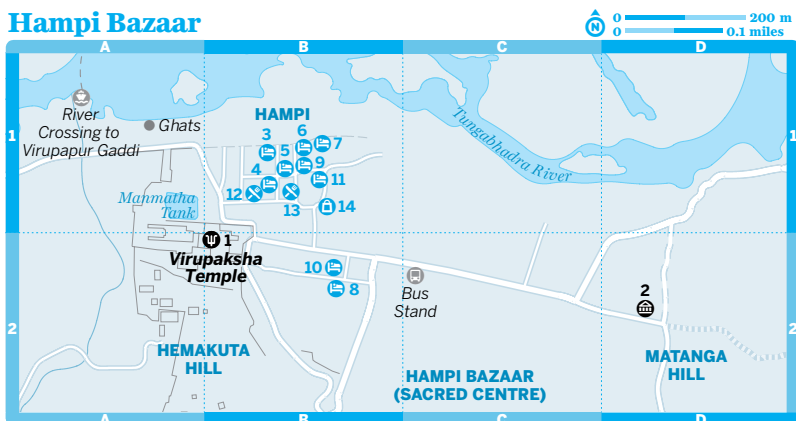 Hampi Bazaar
N
0 200 m
0 0.1 miles
A B C D
1 1
River
Crossing to
Virupapur Gaddi
Ghats
HAMPI
3
6
7
5
9
4
11
12
13
14
Tungabhadra River
Manmatha
Tank
1
Virupaksha
Temple
10
8
Bus
Stand
2
2 2
HEMAKUTA
HILL
HAMPI BAZAAR
(SACRED CENTRE)
MATANGA
HILL
A B C D